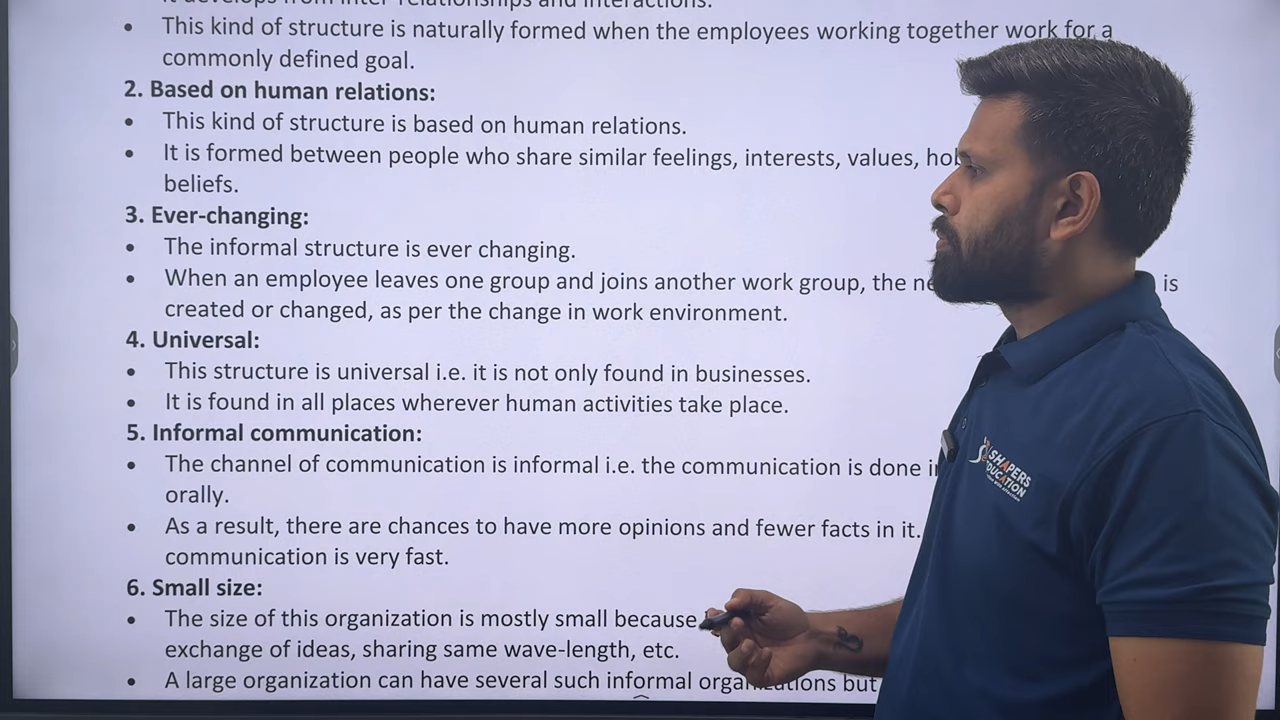 It develops from inter-relationships and interactions.
• This kind of structure is naturally formed when the employees working together work for a
commonly defined goal.
2. Based on human relations:
• This kind of structure is based on human relations.
• It is formed between people who share similar feelings, interests, values,
beliefs.
3. Ever-changing:
• The informal structure is ever changing.
• When an employee leaves one group and joins another work group, the is
created or changed, as per the change in work environment.
4. Universal:
• This structure is universal i.e. it is not only found in businesses.
• It is found in all places wherever human activities take place.
5. Informal communication:
• The channel of communication is informal i.e. the communication is done
orally.
• As a result, there are chances to have more opinions and fewer facts in it.
communication is very fast.
6. Small size:
• The size of this organization is mostly small because
exchange of ideas, sharing same wave-length, etc.
• A large organization can have several such informal organizations but
SHAPERS
EDUCATION